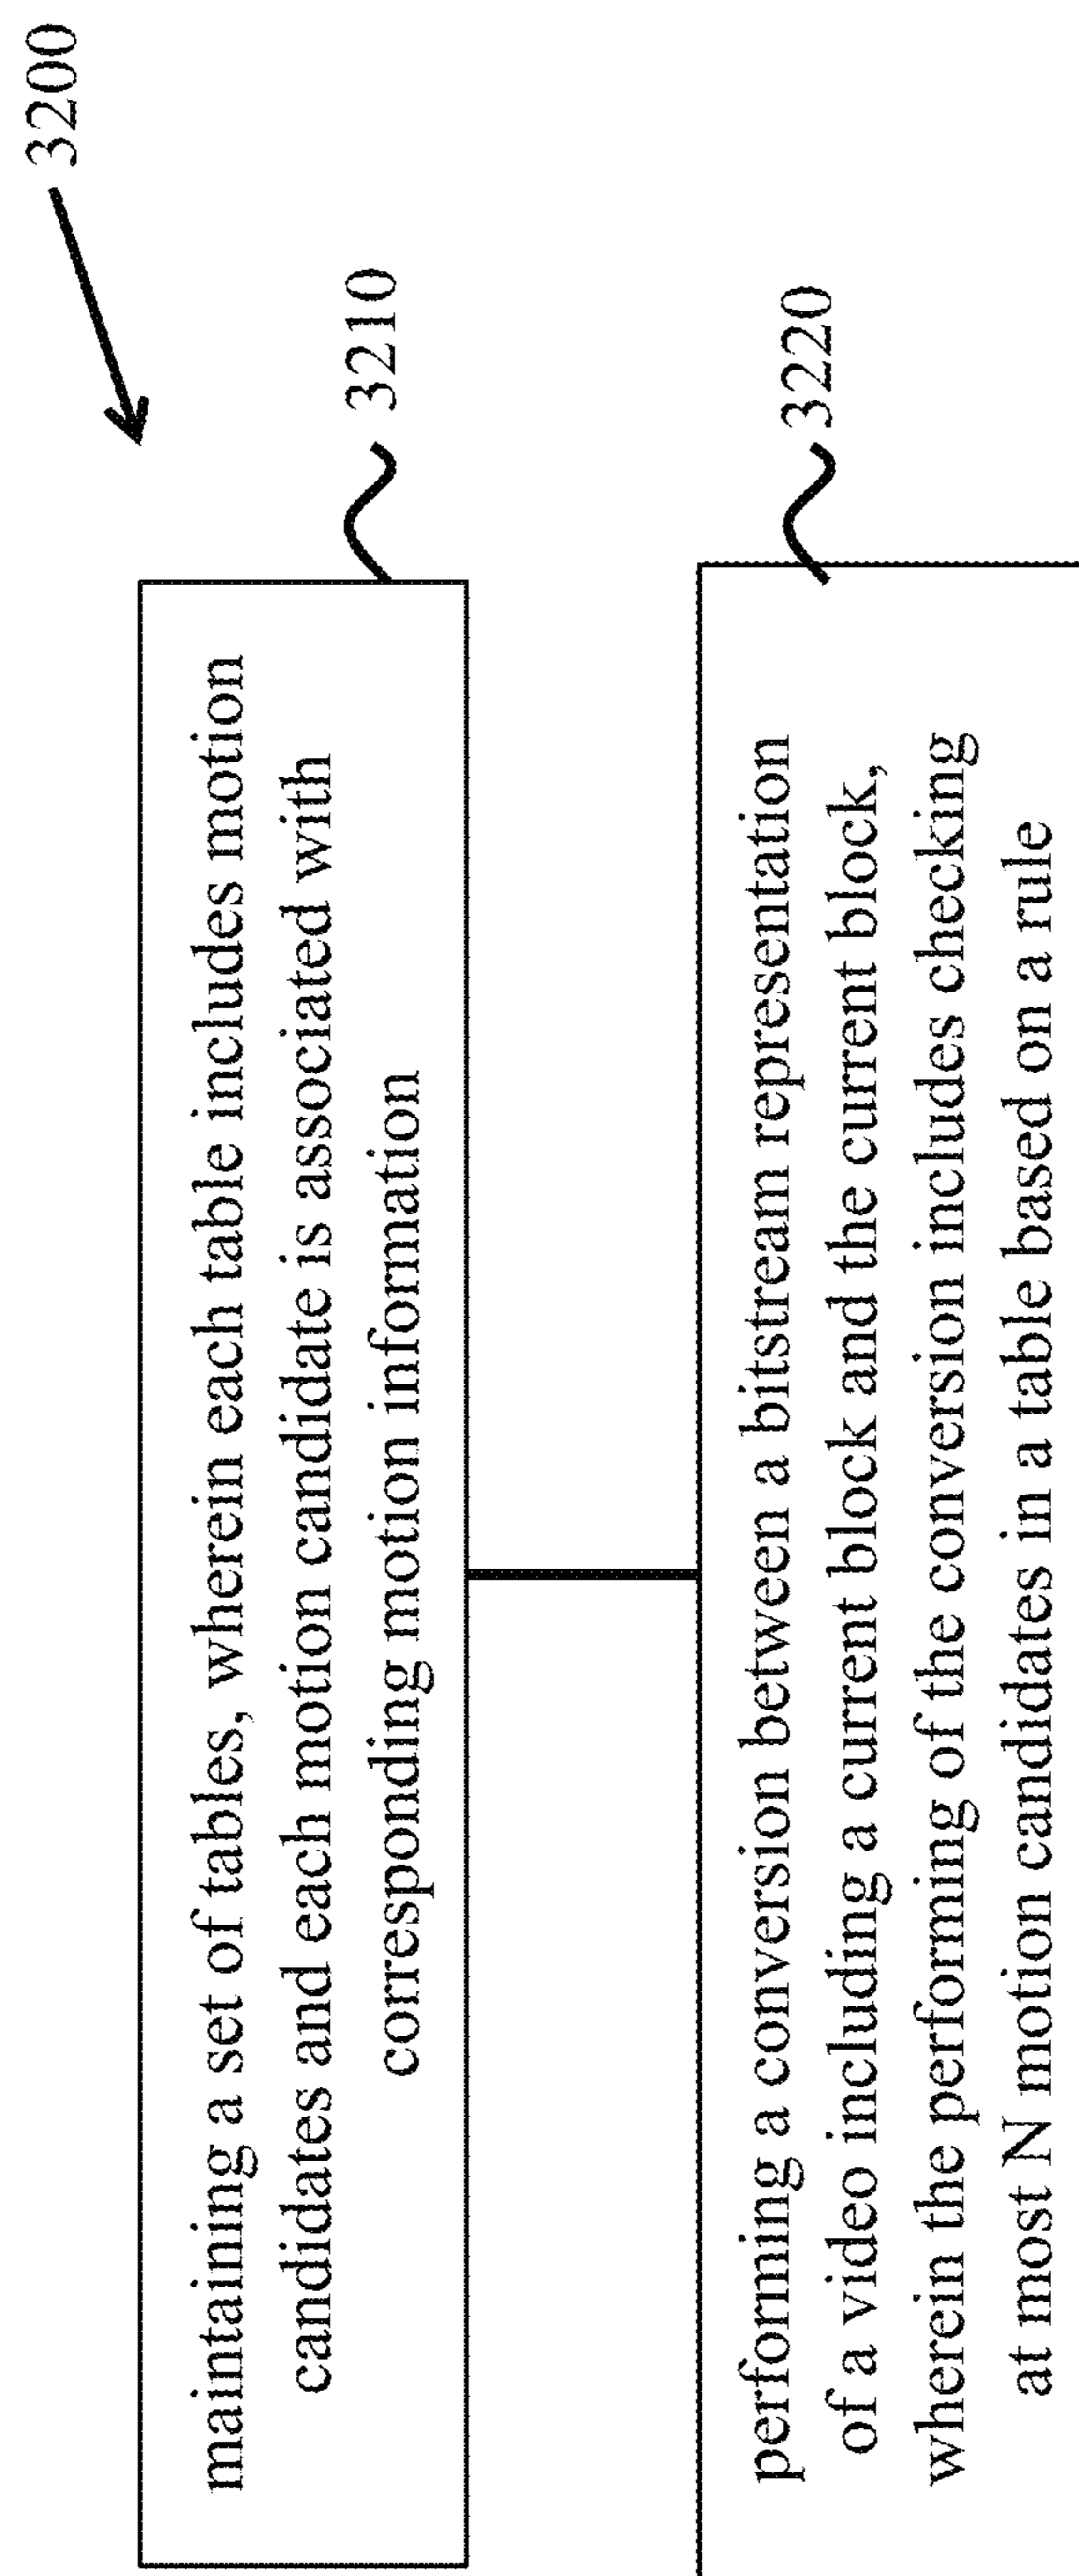 3200
3210
maintaining a set of tables, wherein each table includes motion
candidates and each motion candidate is associated with
corresponding motion information
3220
performing a conversion between a bitstream representation
of a video including a current block and the current block,
wherein the performing of the conversion includes checking
at most N motion candidates in a table based on a rule